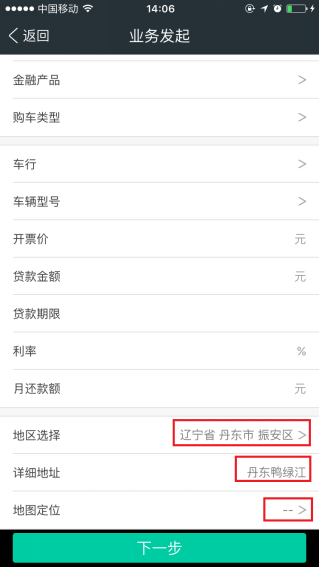 中国移动 14:06
返回 业务发起
金融产品
购车类型
车行
车辆型号
开票价 元
贷款金额 元
贷款期限
利率 %
月还款额 元
地区选择 辽宁省 丹东市 振安区
详细地址 丹东鸭绿江
地图定位 --
下一步